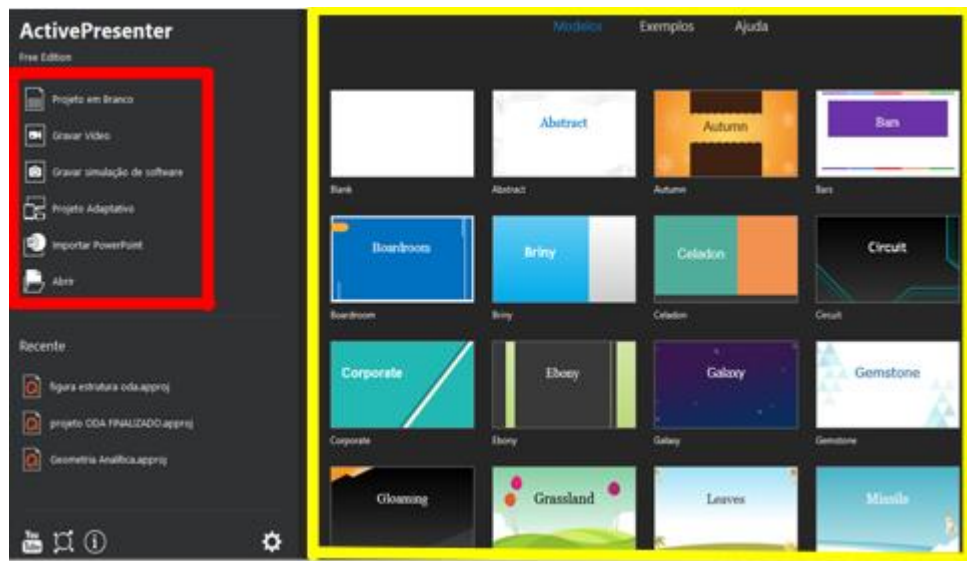 ActivePresenter
Free Edition
Projeto em Branco
Gravar Vídeo
Gravar simulação de software
Projeto Adaptativo
Importar PowerPoint
Abrir
Recente
figura estrutura oda.approj
projeto ODA FINALIZADO.approj
Geometria Analítica.approj
You Tube
Modelos Exemplos Ajuda
Abstract Autumn Bars
Blank Abstract Autumn Bars
Boardroom Briny Celadon Circuit
Boardroom Briny Celadon Circuit
Corporate Ebony Galaxy Gemstone
Corporate Ebony Galaxy Gemstone
Gloaming Grassland Leaves Missile